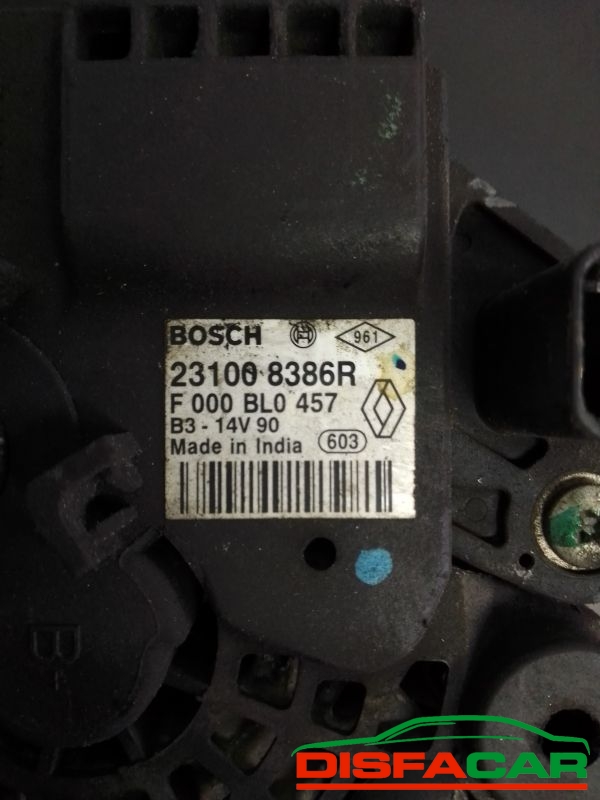 BOSCH 961
23100 8386R
F 000 BL0 457
B3 - 14V 90
Made in India 603
B+
DISFACAR